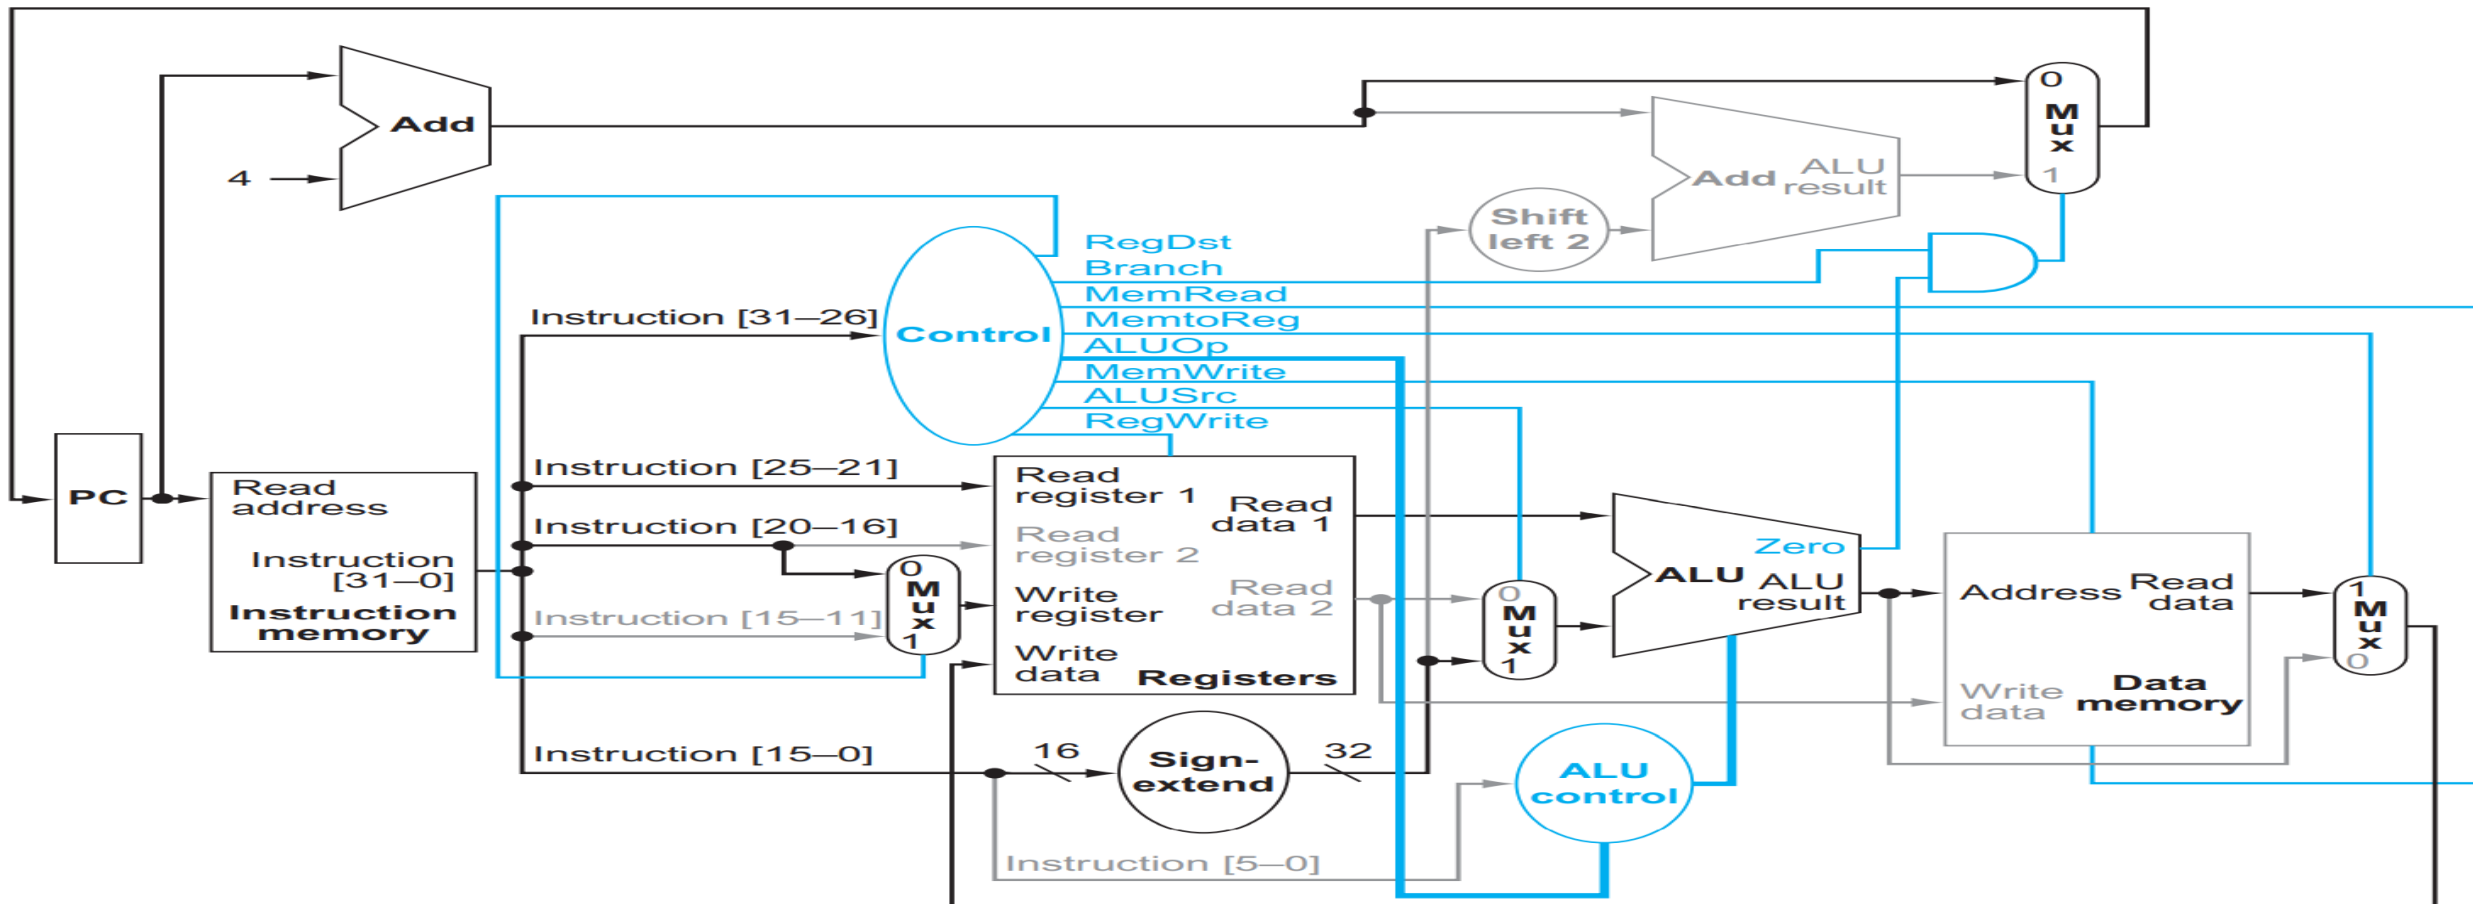 Add
4
0
M
u
x
1
Add
ALU
result
Shift
left 2
RegDst
Branch
MemRead
MemtoReg
ALUOp
MemWrite
ALUSrc
RegWrite
Instruction [31–26]
Control
PC
Read
address
Instruction
[31–0]
Instruction
memory
Instruction [25–21]
Instruction [20–16]
Instruction [15–11]
Instruction [15–0]
0
M
u
x
1
Read
register 1
Read
register 2
Write
register
Write
data
Read
data 1
Read
data 2
Registers
0
M
u
x
1
Zero
ALU
ALU
result
Address
Read
data
Write
data
Data
memory
1
M
u
x
0
16
Sign-
extend
32
ALU
control
Instruction [5–0]